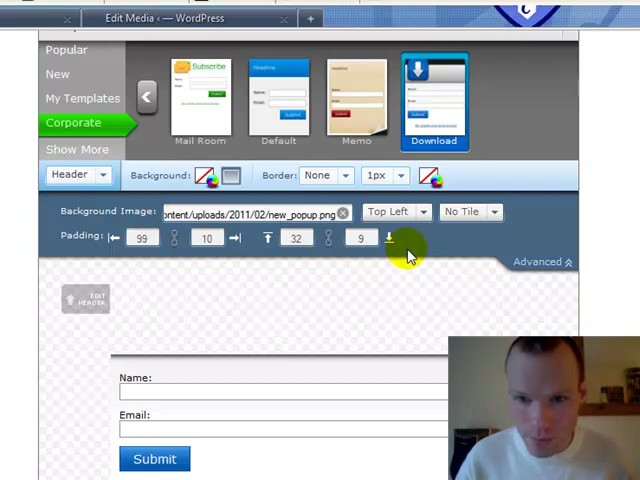 Edit Media ‹ — WordPress
Popular
New
My Templates
Corporate
Show More
Subscribe
Mail Room
Default
Memo
Download
Header
Background:
Border:
None
1px
Background Image:
ontent/uploads/2011/02/new_popup.png
Top Left
No Tile
Padding:
99
10
32
9
Advanced
EDIT
HEADER
Name:
Email:
Submit